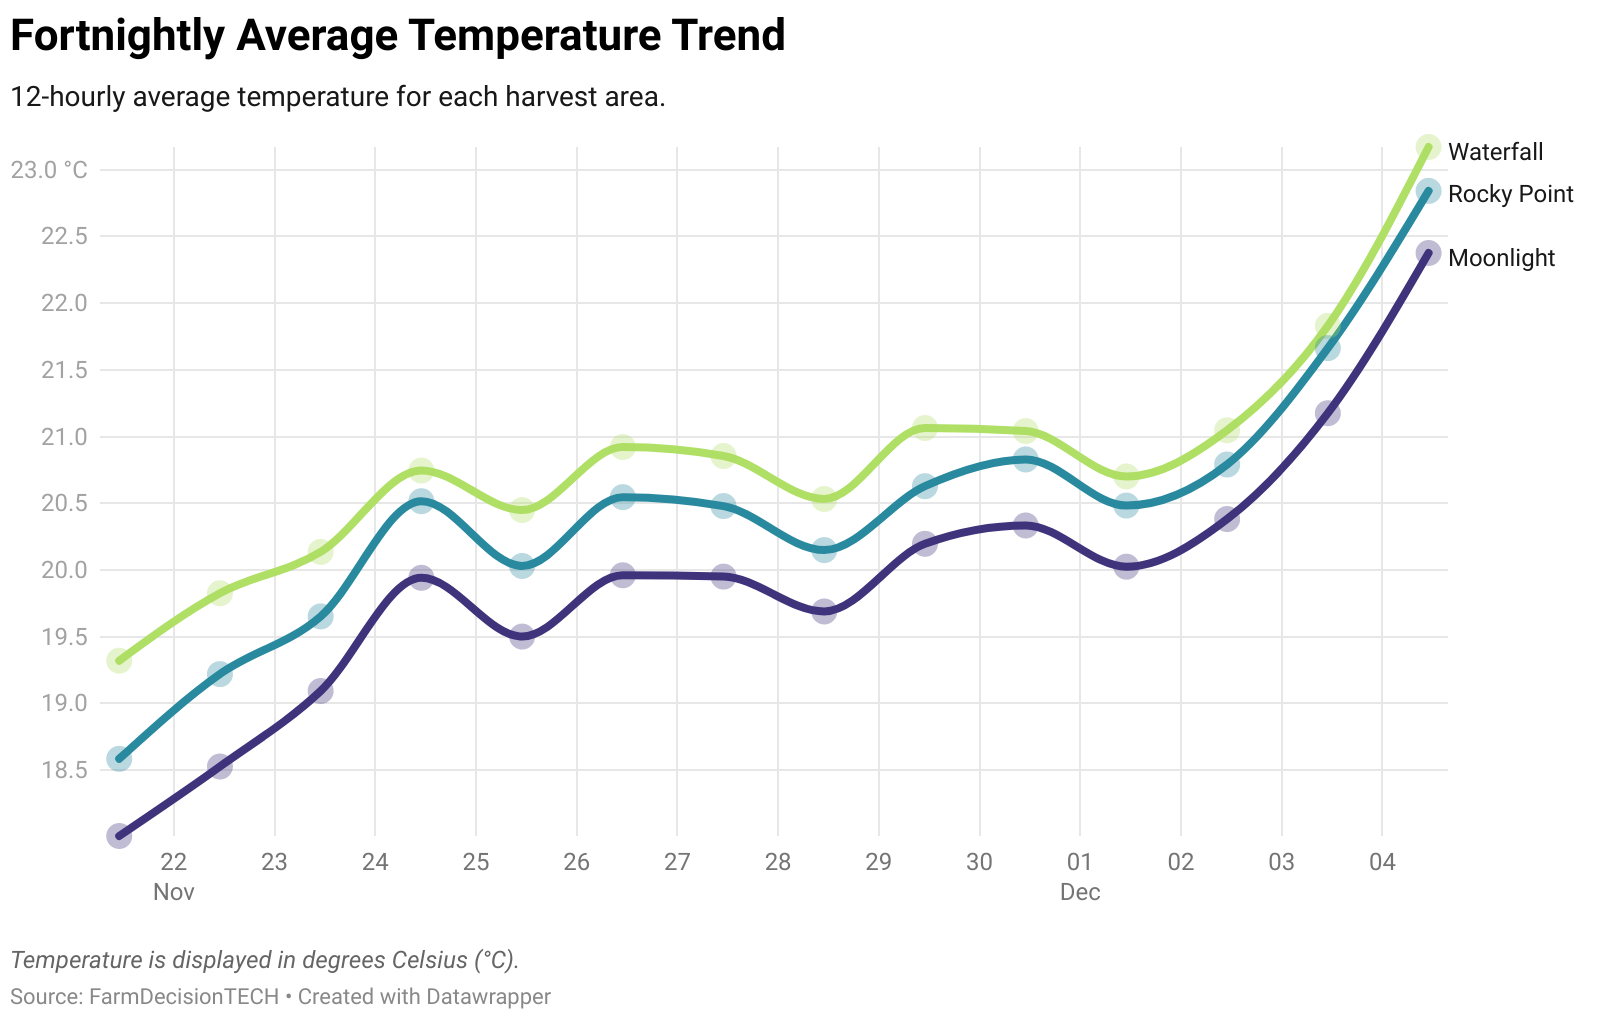 Fortnightly Average Temperature Trend
12-hourly average temperature for each harvest area.
23.0 °C
22.5
22.0
21.5
21.0
20.5
20.0
19.5
19.0
18.5
Waterfall
Rocky Point
Moonlight
22 23 24 25 26 27 28 29 30 01 02 03 04
Nov Dec
Temperature is displayed in degrees Celsius (°C).
Source: FarmDecisionTECH • Created with Datawrapper